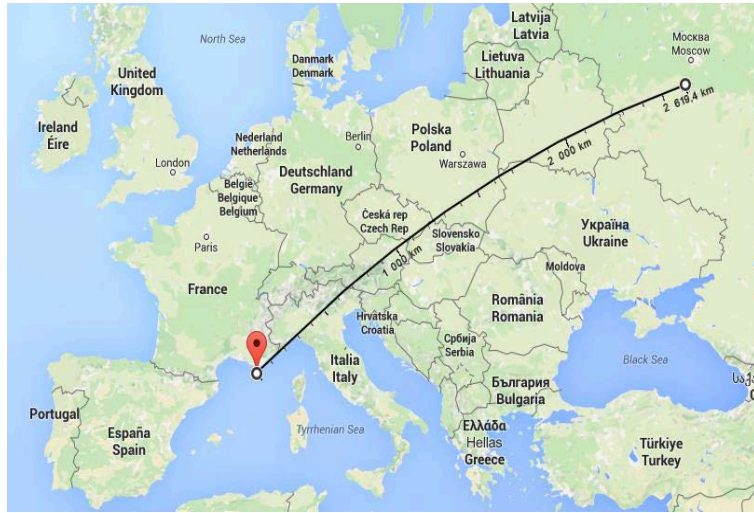 Latvija
Latvia
Москва
Moscow
North Sea
Danmark
Denmark
Lietuva
Lithuania
United
Kingdom
Ireland
Éire
Nederland
Netherlands
Berlin
Polska
Poland
London
Warszawa
België
Belgique
Belgium
Deutschland
Germany
2 619.4 km
2 000 km
Česká rep
Czech Rep
Slovensko
Slovakia
Україна
Ukraine
Paris
1 000 km
Moldova
France
România
Romania
Hrvatska
Croatia
Србија
Serbia
Italia
Italy
Black Sea
България
Bulgaria
Portugal
España
Spain
Tyrrhenian Sea
Ελλάδα
Hellas
Greece
Türkiye
Turkey